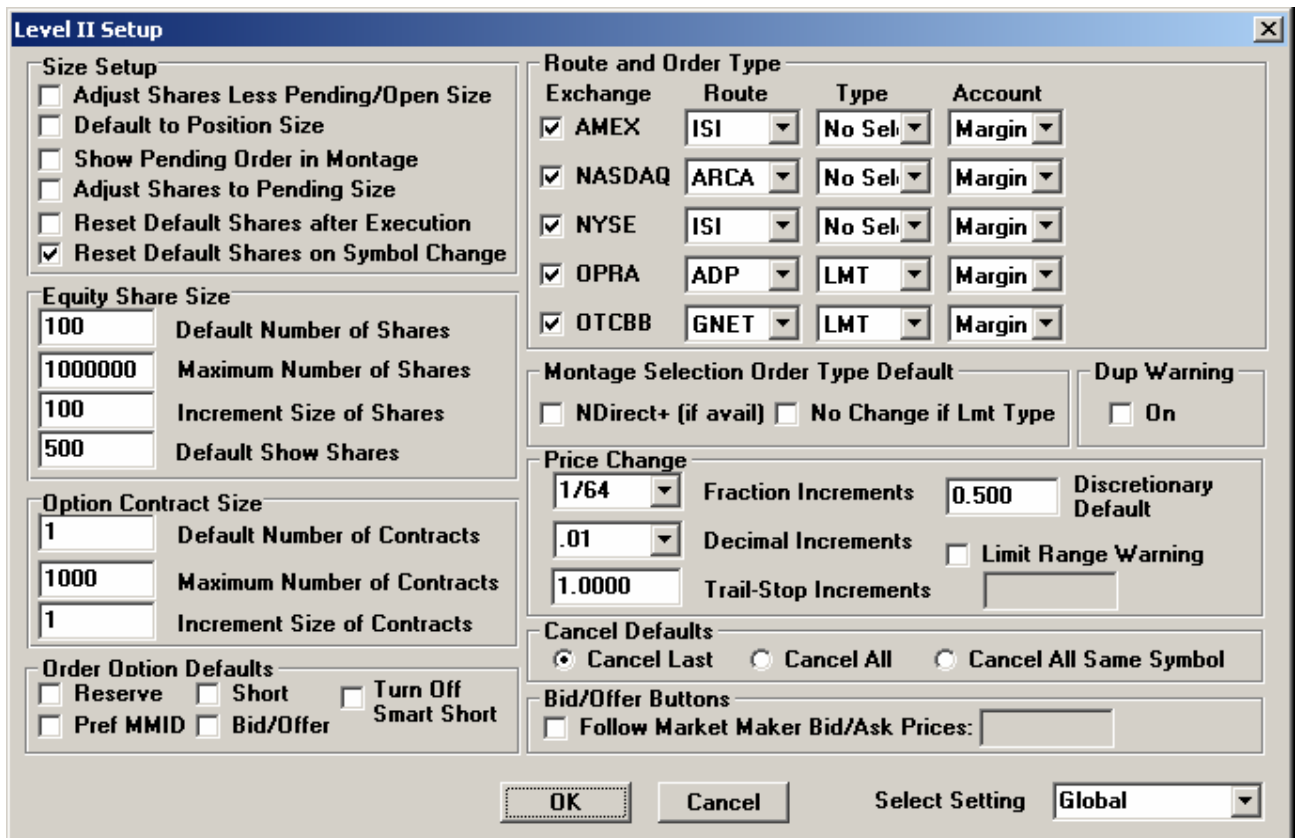 Level II Setup
Size Setup
Adjust Shares Less Pending/Open Size
Default to Position Size
Show Pending Order in Montage
Adjust Shares to Pending Size
Reset Default Shares after Execution
Reset Default Shares on Symbol Change
Equity Share Size
100 Default Number of Shares
1000000 Maximum Number of Shares
100 Increment Size of Shares
500 Default Show Shares
Option Contract Size
1 Default Number of Contracts
1000 Maximum Number of Contracts
1 Increment Size of Contracts
Order Option Defaults
Reserve Short Turn Off
Smart Short
Pref MMID Bid/Offer
Route and Order Type
Exchange Route Type Account
AMEX ISI No Sel Margin
NASDAQ ARCA No Sel Margin
NYSE ISI No Sel Margin
OPRA ADP LMT Margin
OTCBB GNET LMT Margin
Montage Selection Order Type Default
NDirect+ (if avail) No Change if Lmt Type
Dup Warning
On
Price Change
1/64 Fraction Increments 0.500 Discretionary
Default
.01 Decimal Increments Limit Range Warning
1.0000 Trail-Stop Increments
Cancel Defaults
Cancel Last Cancel All Cancel All Same Symbol
Bid/Offer Buttons
Follow Market Maker Bid/Ask Prices:
OK Cancel Select Setting Global